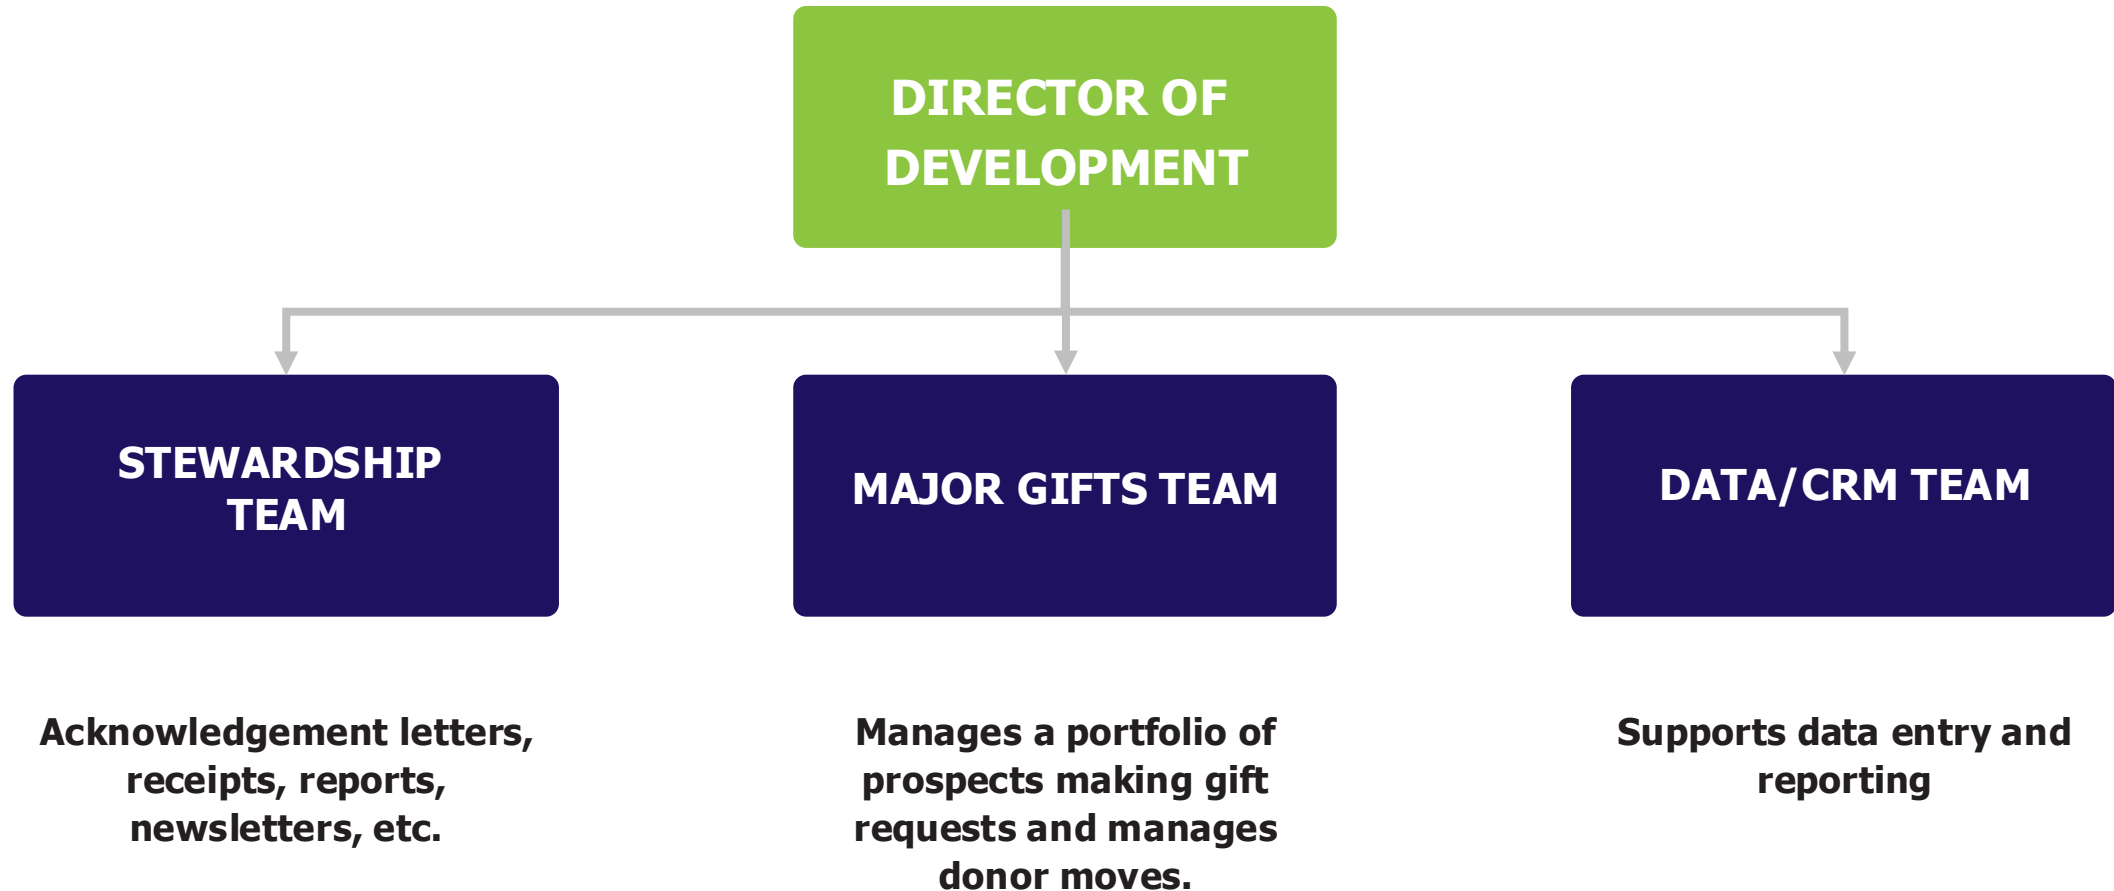 DIRECTOR OF
DEVELOPMENT
STEWARDSHIP
TEAM
MAJOR GIFTS TEAM
DATA/CRM TEAM
Acknowledgement letters,
receipts, reports,
newsletters, etc.
Manages a portfolio of
prospects making gift
requests and manages
donor moves.
Supports data entry and
reporting